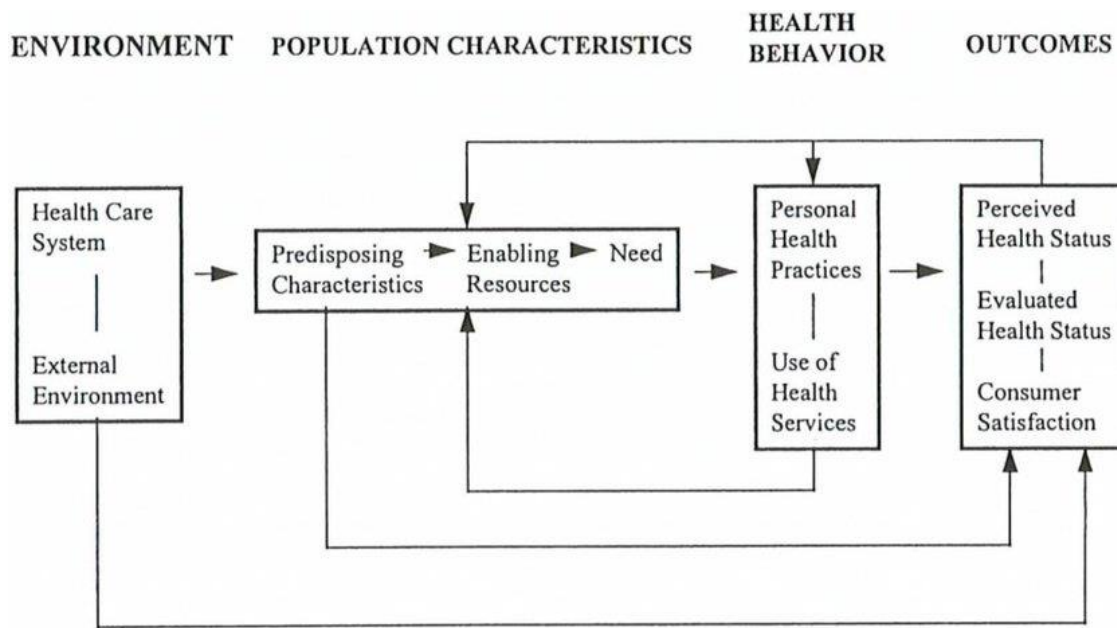 ENVIRONMENT
POPULATION CHARACTERISTICS
HEALTH
BEHAVIOR
OUTCOMES
Health Care
System
External
Environment
Predisposing
Characteristics
Enabling
Resources
Need
Personal
Health
Practices
Use of
Health
Services
Perceived
Health Status
Evaluated
Health Status
Consumer
Satisfaction